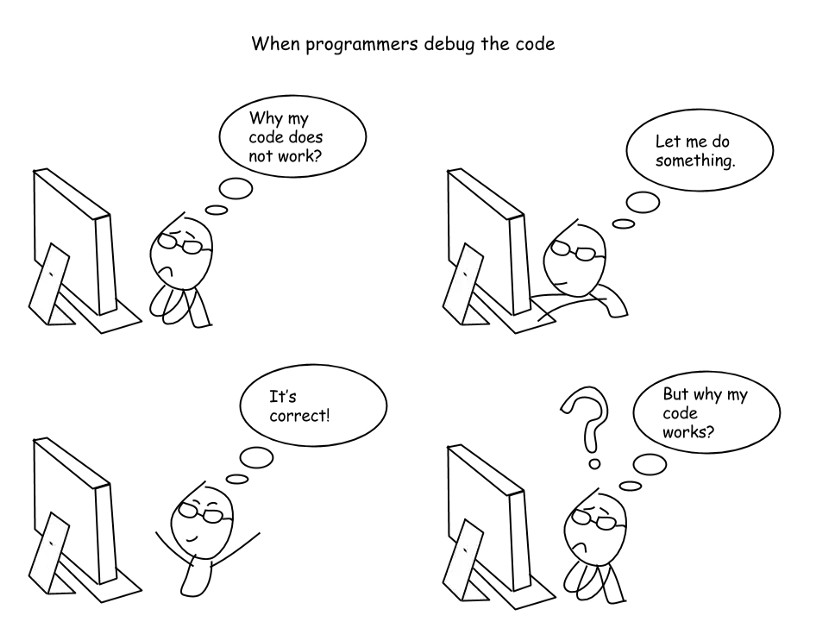 When programmers debug the code
Why my
code does
not work?
Let me do
something.
It's
correct!
?
But why my
code
works?